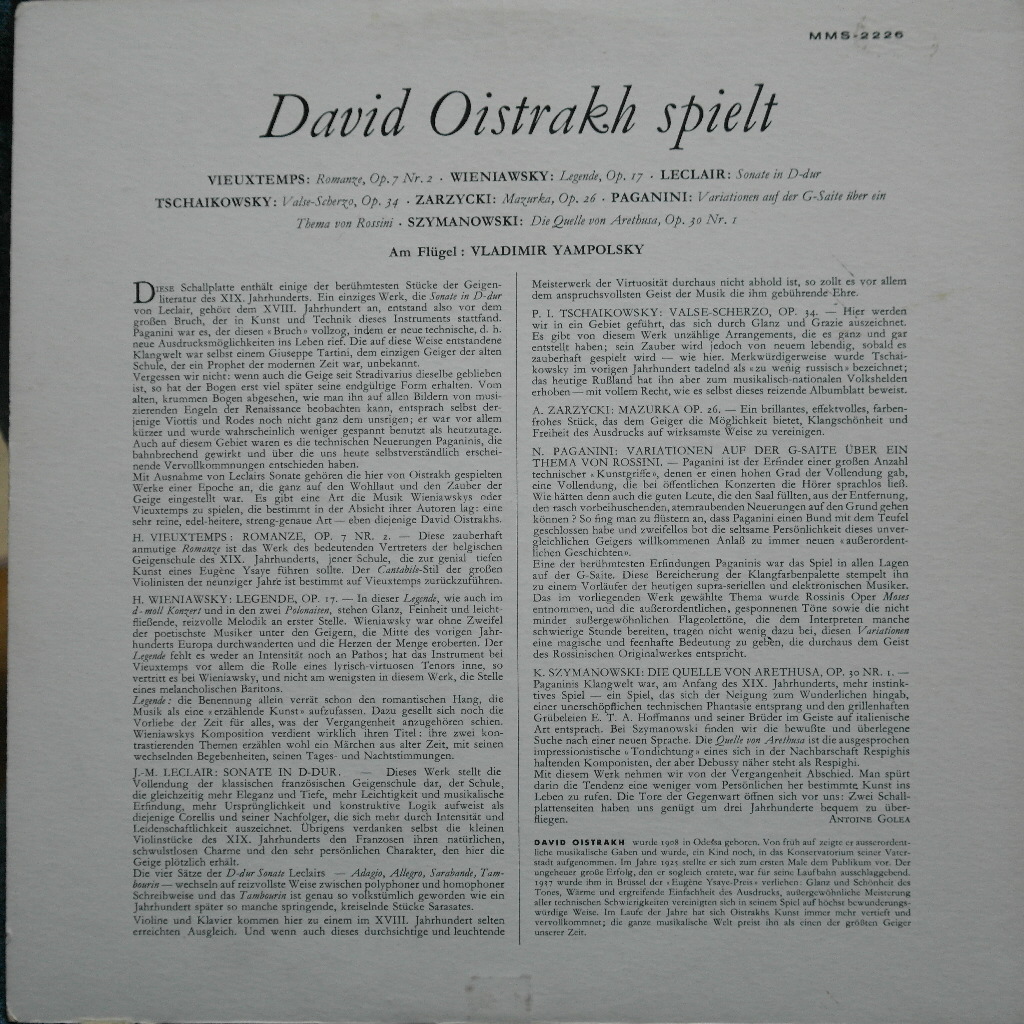 MMS-2226
David Oistrakh spielt
VIEUXTEMPS: Romanze, Op. 7 Nr. 2 · WIENIAWSKY: Legende, Op. 17 · LECLAIR: Sonate in D-dur
TSCHAIKOWSKY: Valse-Scherzo, Op. 34 · ZARZYCKI: Mazurka, Op. 26 · PAGANINI: Variationen auf der G-Saite über ein
Thema von Rossini · SZYMANOWSKI: Die Quelle von Arethusa, Op. 30 Nr. 1
Am Flügel : VLADIMIR YAMPOLSKY
DIESE Schallplatte enthält einige der berühmtesten Stücke der Geigen-
literatur des XIX. Jahrhunderts. Ein einziges Werk, die Sonate in D-dur
von Leclair, gehört dem XVIII. Jahrhundert an, entstand also vor dem
großen Bruch, der in Kunst und Technik dieses Instruments stattfand.
Paganini war es, der diesen «Bruch» vollzog, indem er neue technische, d. h.
neue Ausdrucksmöglichkeiten ins Leben rief. Die auf diese Weise entstandene
Klangwelt war selbst einem Giuseppe Tartini, dem einzigen Geiger der alten
Schule, der ein Prophet der modernen Zeit war, unbekannt.
Vergessen wir nicht: wenn auch die Geige seit Stradivarius dieselbe geblieben
ist, so hat der Bogen erst viel später seine endgültige Form erhalten. Vom
alten, krummen Bogen abgesehen, wie man ihn auf allen Bildern von musi-
zierenden Engeln der Renaissance beobachten kann, entsprach selbst der-
jenige Viottis und Rodes noch nicht ganz dem unsrigen; er war vor allem
kürzer und wurde wahrscheinlich weniger gespannt benutzt als heutzutage.
Auch auf diesem Gebiet waren es die technischen Neuerungen Paganinis, die
bahnbrechend gewirkt und über die uns heute selbstverständlich erschei-
nende Vervollkommnungen entschieden haben.
Mit Ausnahme von Leclairs Sonate gehören die hier von Oistrakh gespielten
Werke einer Epoche an, die ganz auf den Wohllaut und den Zauber der
Geige eingestellt war. Es gibt eine Art die Musik Wieniawskys oder
Vieuxtemps zu spielen, die bestimmt in der Absicht ihrer Autoren lag: eine
sehr reine, edel-heitere, streng-genaue Art — eben diejenige David Oistrakhs.
H. VIEUXTEMPS: ROMANZE, OP. 7 NR. 2. — Diese zauberhaft
anmutige Romanze ist das Werk des bedeutenden Vertreters der belgischen
Geigenschule des XIX. Jahrhunderts, jener Schule, die zur genial tiefen
Kunst eines Eugène Ysaye führen sollte. Der Cantabile-Stil der großen
Violinisten der neunziger Jahre ist bestimmt auf Vieuxtemps zurückzuführen.
H. WIENIAWSKY: LEGENDE, OP. 17. — In dieser Legende, wie auch im
d-moll Konzert und in den zwei Polonaisen, stehen Glanz, Feinheit und leicht-
fließende, reizvolle Melodik an erster Stelle. Wieniawsky war ohne Zweifel
der poetischste Musiker unter den Geigern, die Mitte des vorigen Jahr-
hunderts Europa durchwanderten und die Herzen der Menge eroberten. Der
Legende fehlt es weder an Intensität noch an Pathos; hat das Instrument bei
Vieuxtemps vor allem die Rolle eines lyrisch-virtuosen Tenors inne, so
vertritt es bei Wieniawsky, und nicht am wenigsten in diesem Werk, die Stelle
eines melancholischen Baritons.
Legende: die Benennung allein verrät schon den romantischen Hang, die
Musik als eine «erzählende Kunst» aufzufassen. Dazu gesellt sich noch die
Vorliebe der Zeit für alles, was der Vergangenheit anzugehören schien.
Wieniawskys Komposition verdient wirklich ihren Titel: ihre zwei kon-
trastierenden Themen erzählen wohl ein Märchen aus alter Zeit, mit seinen
wechselnden Begebenheiten, seinen Tages- und Nachtstimmungen.
J.-M. LECLAIR: SONATE IN D-DUR. — Dieses Werk stellt die
Vollendung der klassischen französischen Geigenschule dar, der Schule,
die gleichzeitig mehr Eleganz und Tiefe, mehr Leichtigkeit und musikalische
Erfindung, mehr Ursprönglichkeit und konstruktive Logik aufweist als
diejenige Corellis und seiner Nachfolger, die sich mehr durch Intensität und
Leidenschaftlichkeit auszeichnet. Übrigens verdanken selbst die kleinen
Violinstücke des XIX. Jahrhunderts den Franzosen ihren natürlichen,
schwulstlosen Charme und den sehr persönlichen Charakter, den hier die
Geige plötzlich erhält.
Die vier Sätze der D-dur Sonate Leclairs — Adagio, Allegro, Sarabande, Tam-
bourin — wechseln auf reizvollste Weise zwischen polyphoner und homophoner
Schreibweise und das Tambourin ist genau so volkstümlich geworden wie ein
Jahrhundert später so manche springende, kreiselnde Stücke Sarasates.
Violine und Klavier kommen hier zu einem im XVIII. Jahrhundert selten
erreichten Ausgleich. Und wenn auch dieses durchsichtige und leuchtende
Meisterwerk der Virtuosität durchaus nicht abhold ist, so zollt es vor allem
dem anspruchsvollsten Geist der Musik die ihm gebührende Ehre.
P. I. TSCHAIKOWSKY: VALSE-SCHERZO, OP. 34. — Hier werden
wir in ein Gebiet geführt, das sich durch Glanz und Grazie auszeichnet.
Es gibt von diesem Werk unzählige Arrangements, die es ganz und gar
entstellt haben; sein Zauber wird jedoch von neuem lebendig, sobald es
zauberhaft gespielt wird — wie hier. Merkwürdigerweise wurde Tschai-
kowsky im vorigen Jahrhundert tadelnd als «zu wenig russisch» bezeichnet;
das heutige Rußland hat ihn aber zum musikalisch-nationalen Volkshelden
erhoben — mit vollem Recht, wie es selbst dieses reizende Albumblatt beweist.
A. ZARZYCKI: MAZURKA OP. 26. — Ein brillantes, effektvolles, farben-
frohes Stück, das dem Geiger die Möglichkeit bietet, Klangschönheit und
Freiheit des Ausdrucks auf wirksamste Weise zu vereinigen.
N. PAGANINI: VARIATIONEN AUF DER G-SAITE ÜBER EIN
THEMA VON ROSSINI. — Paganini ist der Erfinder einer großen Anzahl
technischer «Kunstgriffe», denen er einen hohen Grad der Vollendung gab,
eine Vollendung, die bei öffentlichen Konzerten die Hörer sprachlos ließ.
Wie hätten denn auch die guten Leute, die den Saal füllten, aus der Entfernung,
den rasch vorbeihuschenden, atemraubenden Neuerungen auf den Grund gehen
können ? So fing man zu flüstern an, dass Paganini einen Bund mit dem Teufel
geschlossen habe und zweifellos bot die seltsame Persönlichkeit dieses unver-
gleichlichen Geigers willkommenen Anlaß zu immer neuen «außerordent-
lichen Geschichten».
Eine der berühmtesten Erfindungen Paganinis war das Spiel in allen Lagen
auf der G-Saite. Diese Bereicherung der Klangfarbenpalette stempelt ihn
zu einem Vorläufer der heutigen supra-seriellen und elektronischen Musiker.
Das im vorliegenden Werk gewählte Thema wurde Rossinis Oper Moses
entnommen, und die außerordentlichen, gesponnenen Töne sowie die nicht
minder außergewöhnlichen Flageolettöne, die dem Interpreten manche
schwierige Stunde bereiten, tragen nicht wenig dazu bei, diesen Variationen
eine magische und feenhafte Bedeutung zu geben, die durchaus dem Geist
des Rossinischen Originalwerkes entspricht.
K. SZYMANOWSKI: DIE QUELLE VON ARETHUSA, OP. 30 NR. 1. —
Paganinis Klangwelt war, am Anfang des XIX. Jahrhunderts, mehr instink-
tives Spiel — ein Spiel, das sich der Neigung zum Wunderlichen hingab,
einer unerschöpflichen technischen Phantasie entsprang und den grillenhaften
Grübeleien E. T. A. Hoffmanns und seiner Brüder im Geiste auf italienische
Art entsprach. Bei Szymanowski finden wir die bewußte und überlegene
Suche nach einer neuen Sprache. Die Quelle von Arethusa ist die ausgesprochen
impressionistische «Tondichtung» eines sich in der Nachbarschaft Respighis
haltenden Komponisten, der aber Debussy näher steht als Respighi.
Mit diesem Werk nehmen wir von der Vergangenheit Abschied. Man spürt
darin die Tendenz eine weniger vom Persönlichen her bestimmte Kunst ins
Leben zu rufen. Die Tore der Gegenwart öffnen sich vor uns: Zwei Schall-
plattenseiten haben uns genügt um drei Jahrhunderte bequem zu über-
fliegen. ANTOINE GOLEA
DAVID OISTRAKH wurde 1908 in Odessa geboren. Von früh auf zeigte er ausserordent-
liche musikalische Gaben und wurde, ein Kind noch, in das Konservatorium seiner Vater-
stadt aufgenommen. Im Jahre 1925 stellte er sich zum ersten Male dem Publikum vor. Der
ungeheuer große Erfolg, den er sogleich erntete, war für seine Laufbahn ausschlaggebend.
1937 wurde ihm in Brüssel der «Eugène Ysaye-Preis» verliehen: Glanz und Schönheit des
Tones, Wärme und ergreifende Einfachheit des Ausdrucks, außergewöhnliche Meisterung
aller technischen Schwierigkeiten vereinigten sich in seinem Spiel auf höchst bewunderungs-
würdige Weise. Im Laufe der Jahre hat sich Oistrakhs Kunst immer mehr vertieft und
vervollkommnet; die ganze musikalische Welt preist ihn als einen der größten Geiger
unserer Zeit.